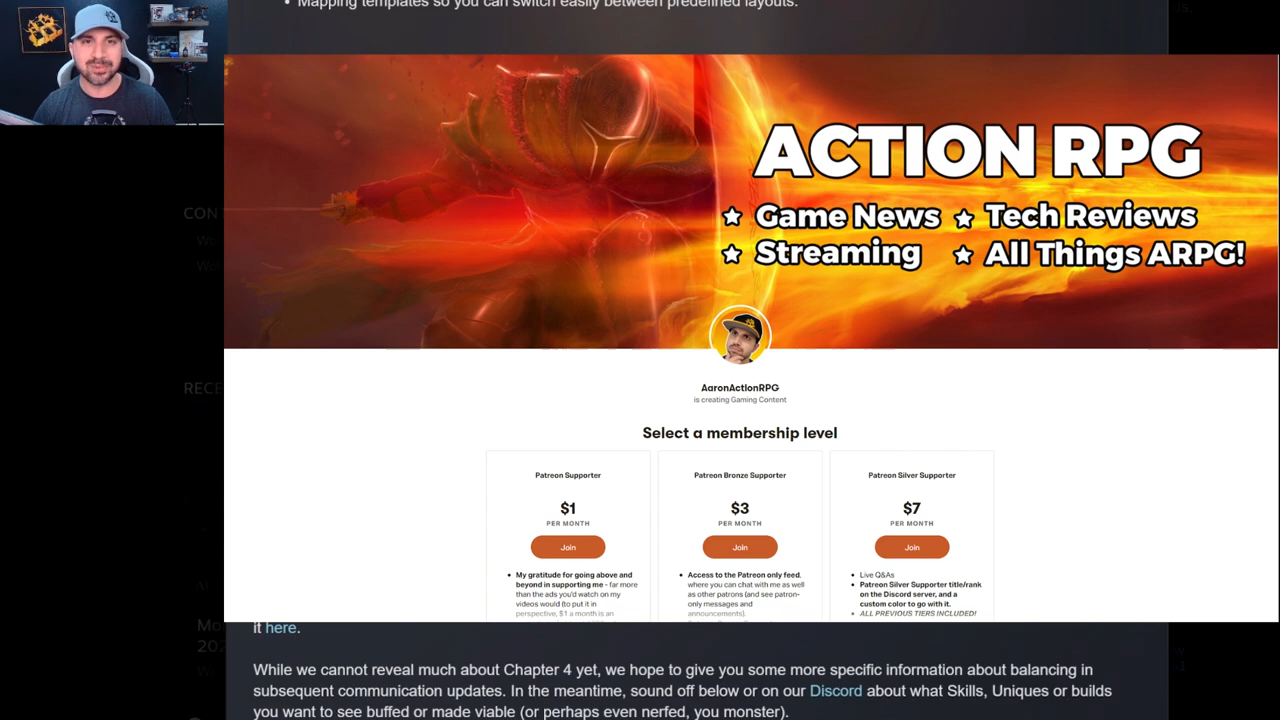 Mapping templates so you can switch easily between predefined layouts.
ACTION RPG
Game News
Tech Reviews
Streaming
All Things ARPG!
AaronActionRPG
is creating Gaming Content
Select a membership level
Patreon Supporter
$1
PER MONTH
Join
My gratitude for going above and
beyond in supporting me - far more
than the ads you'd watch on my
videos would (to put it in
perspective, $1 a month is an
Patreon Bronze Supporter
$3
PER MONTH
Join
Access to the Patreon only feed,
where you can chat with me as well
as other patrons (and see patron-
only messages and
announcements).
Patreon Silver Supporter
$7
PER MONTH
Join
Live Q&As
Patreon Silver Supporter title/rank
on the Discord server, and a
custom color to go with it.
ALL PREVIOUS TIERS INCLUDED!
CONT
RECE
Mo
202
it here.
While we cannot reveal much about Chapter 4 yet, we hope to give you some more specific information about balancing in
subsequent communication updates. In the meantime, sound off below or on our Discord about what Skills, Uniques or builds
you want to see buffed or made viable (or perhaps even nerfed, you monster).